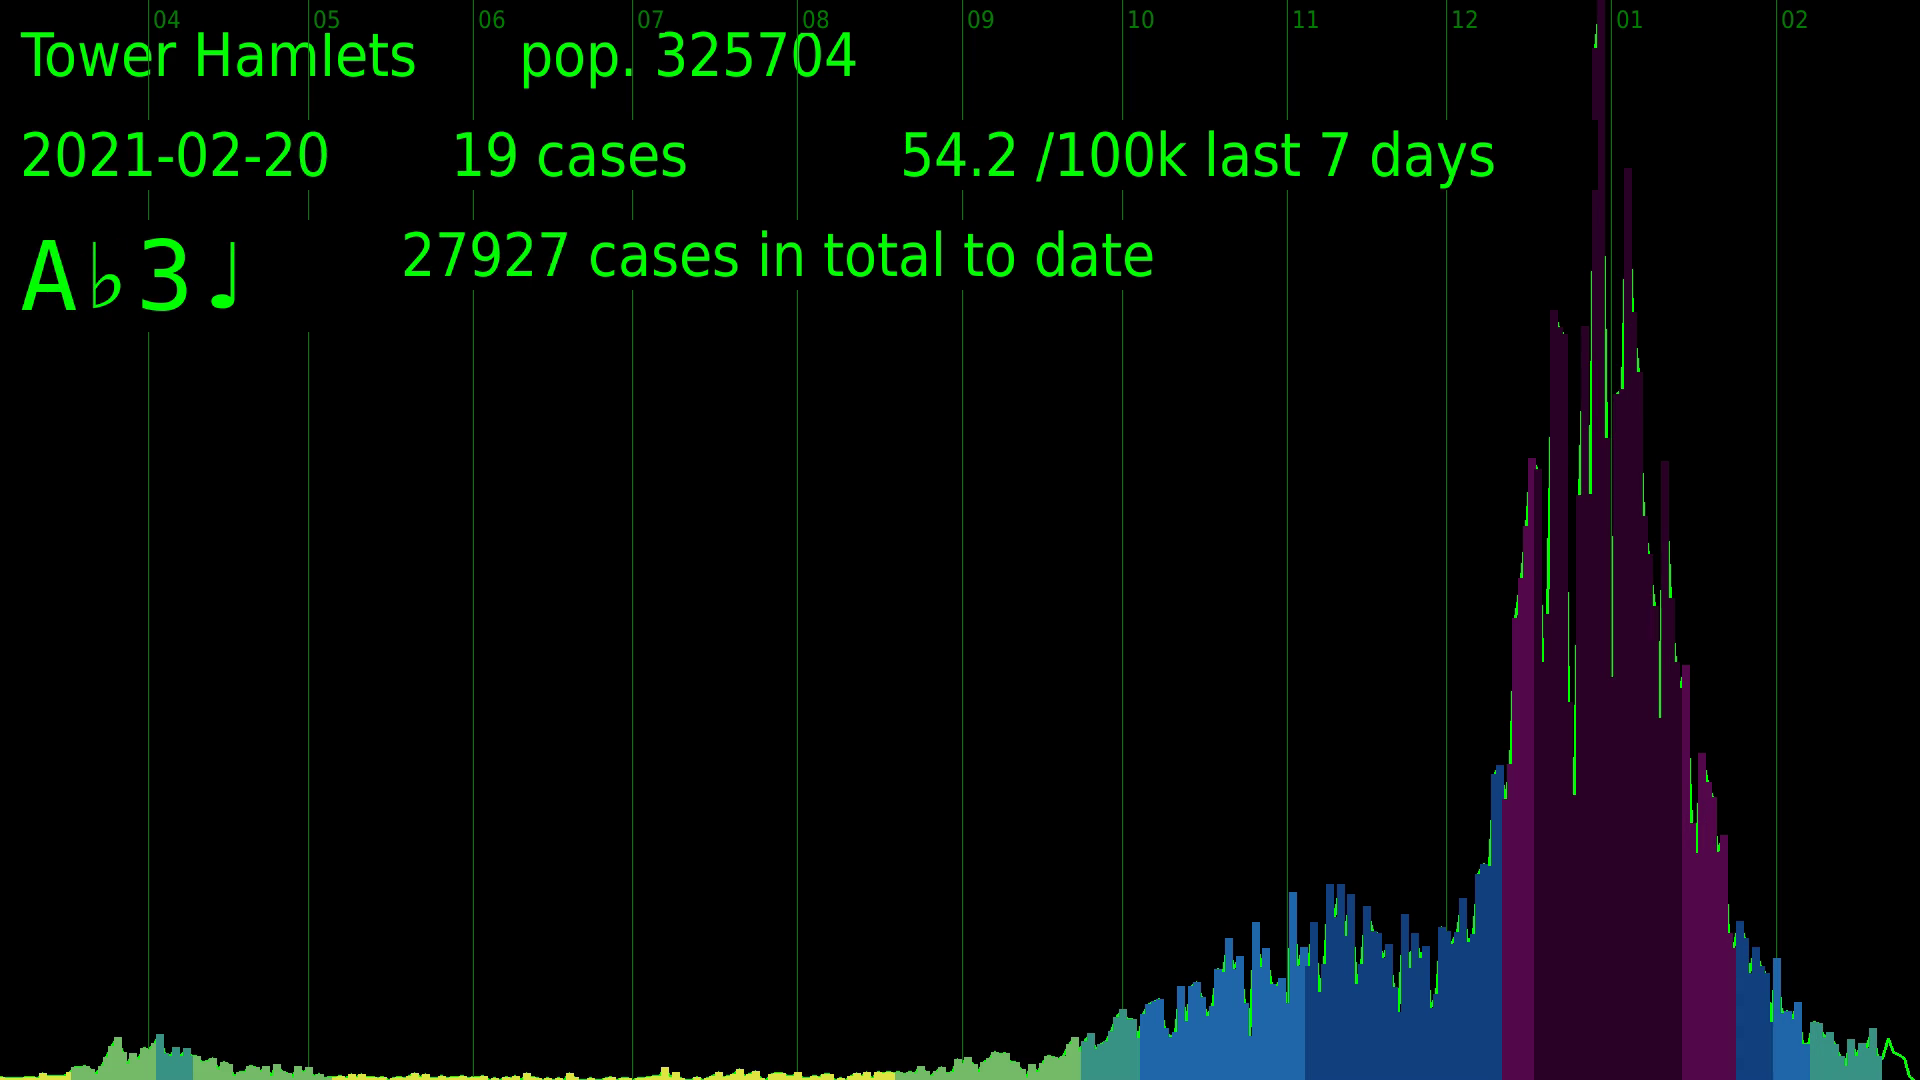 04 05 06 07 08 09 10 11 12 01 02
Tower Hamlets pop. 325704
2021-02-20 19 cases 54.2 /100k last 7 days
A♭3♩ 27927 cases in total to date